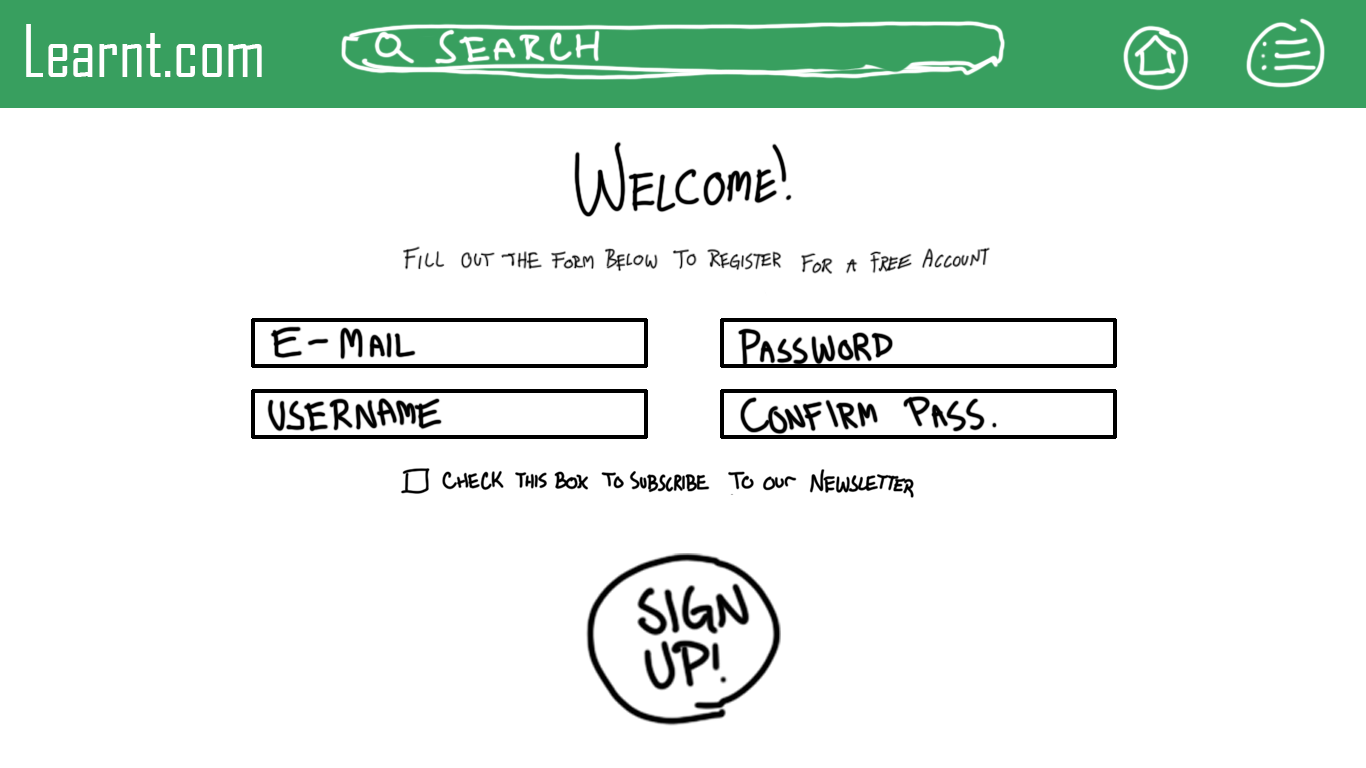 Learnt.com
SEARCH
WELCOME!
FILL OUT THE FORM BELOW TO REGISTER FOR A FREE ACCOUNT
E-MAIL
PASSWORD
USERNAME
CONFIRM PASS.
CHECK THIS BOX TO SUBSCRIBE TO OUR NEWSLETTER
SIGN
UP!